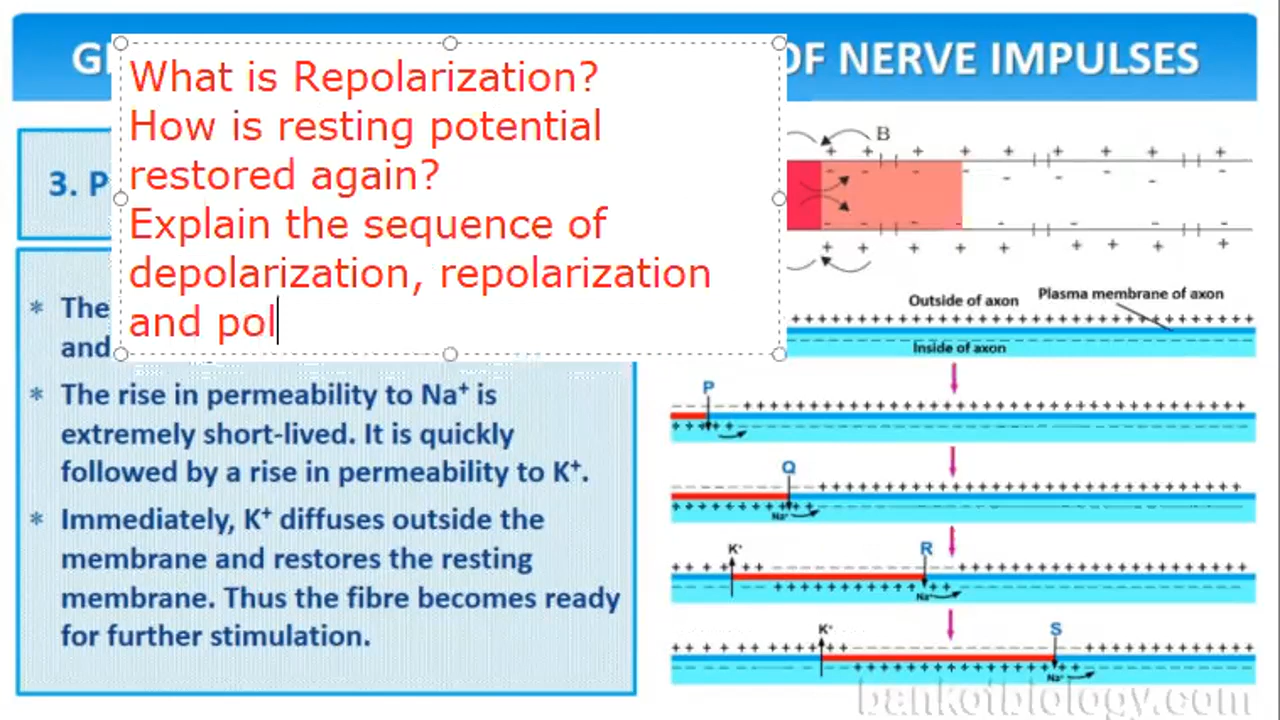 OF NERVE IMPULSES
What is Repolarization?
How is resting potential
restored again?
Explain the sequence of
depolarization, repolarization
and pol
3. P
The
and
* The rise in permeability to Na⁺ is
extremely short-lived. It is quickly
followed by a rise in permeability to K⁺.
* Immediately, K⁺ diffuses outside the
membrane and restores the resting
membrane. Thus the fibre becomes ready
for further stimulation.
B
Outside of axon
Plasma membrane of axon
Inside of axon
P
Q
Na⁺
K⁺
R
Na⁺
K⁺
S
Na⁺
bankofbiology.com